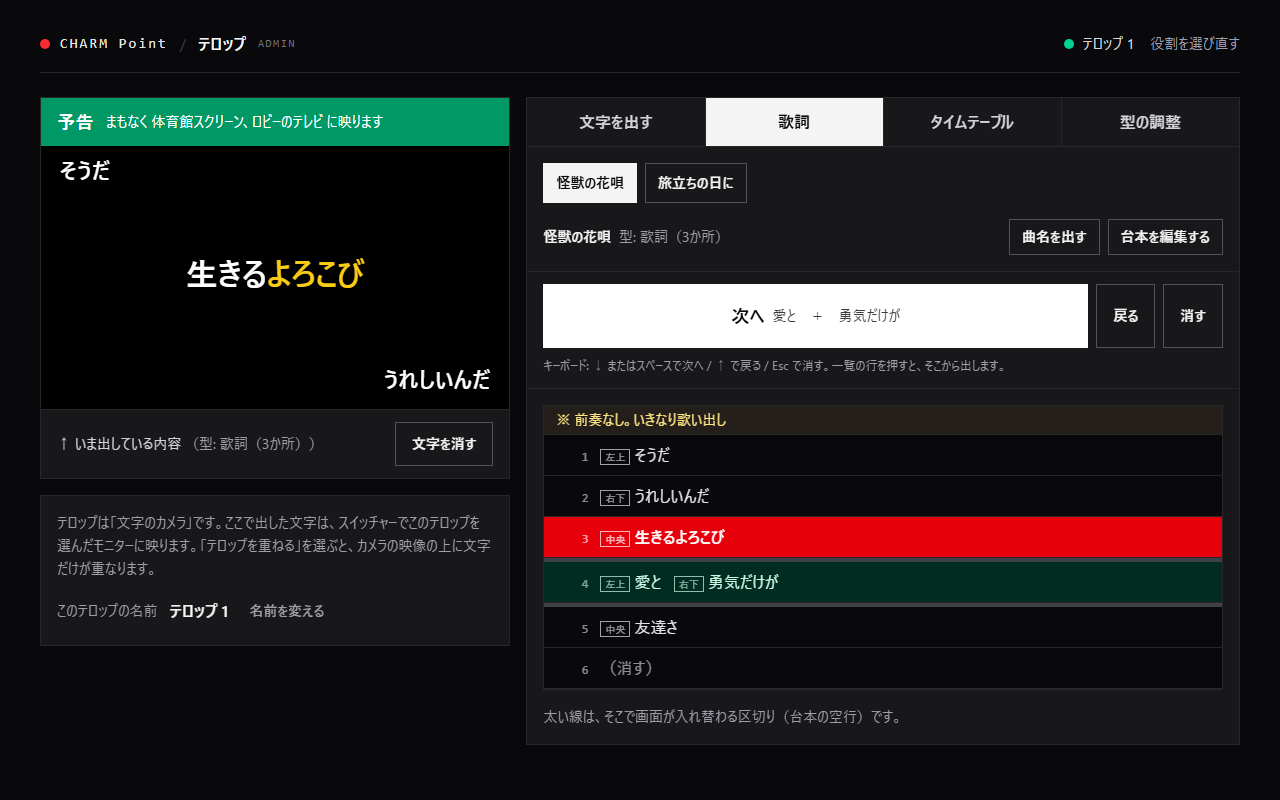 CHARM Point / テロップ ADMIN
テロップ 1 役割を選び直す
予告 まもなく 体育館スクリーン、ロビーのテレビ に映ります
そうだ
生きるよろこび
うれしいんだ
↑ いま出している内容 （型: 歌詞（3か所））
文字を消す
テロップは「文字のカメラ」です。ここで出した文字は、スイッチャーでこのテロップを
選んだモニターに映ります。「テロップを重ねる」を選ぶと、カメラの映像の上に文字
だけが重なります。
このテロップの名前 テロップ 1 名前を変える
文字を出す 歌詞 タイムテーブル 型の調整
怪獣の花唄 旅立ちの日に
怪獣の花唄 型: 歌詞（3か所） 曲名を出す 台本を編集する
次へ 愛と + 勇気だけが 戻る 消す
キーボード: ↓ またはスペースで次へ / ↑ で戻る / Esc で消す。一覧の行を押すと、そこから出します。
※ 前奏なし。いきなり歌い出し
1 左上 そうだ
2 右下 うれしいんだ
3 中央 生きるよろこび
4 左上 愛と 右下 勇気だけが
5 中央 友達さ
6 （消す）
太い線は、そこで画面が入れ替わる区切り（台本の空行）です。